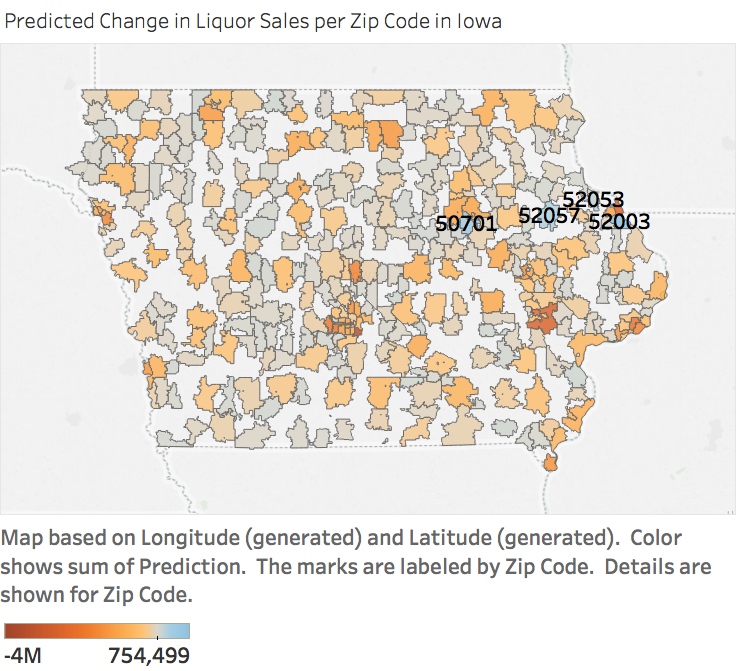 Predicted Change in Liquor Sales per Zip Code in Iowa
52053
50701 52057 52003
Map based on Longitude (generated) and Latitude (generated).  Color
shows sum of Prediction.  The marks are labeled by Zip Code.  Details are
shown for Zip Code.
-4M 754,499